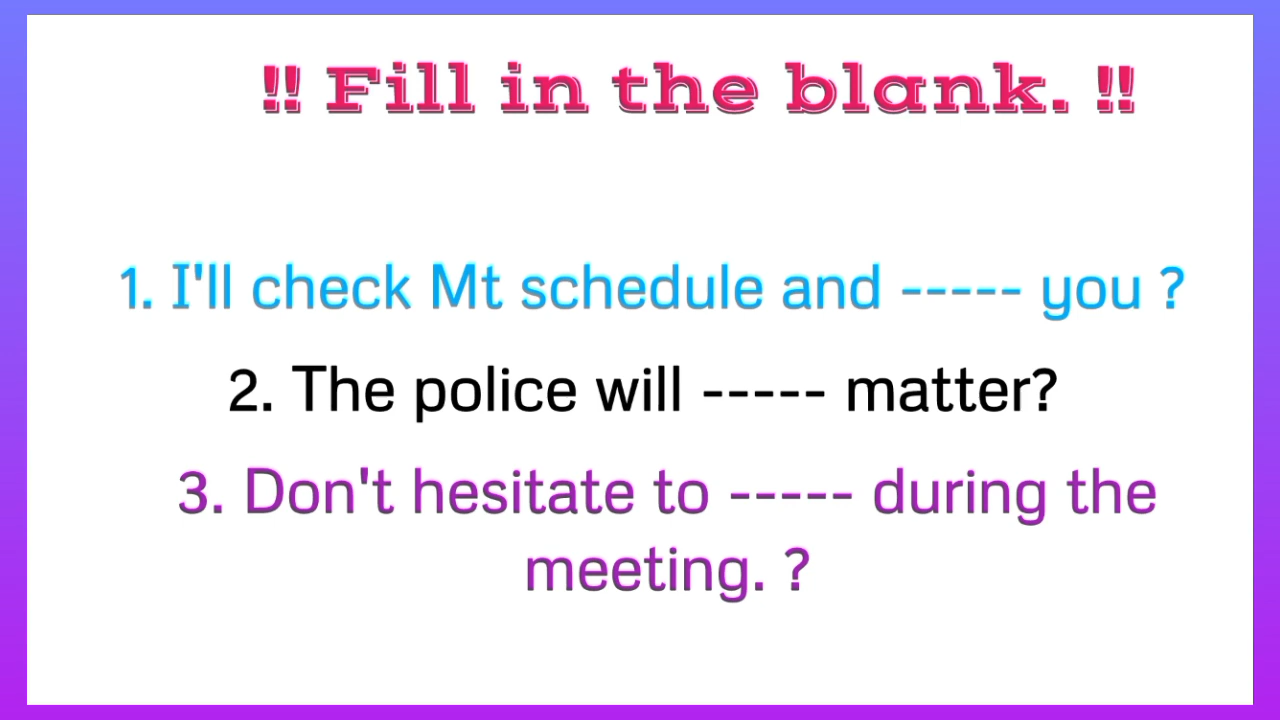 !! Fill in the blank. !!
1. I'll check Mt schedule and ----- you ?
2. The police will ----- matter?
3. Don't hesitate to ----- during the
meeting. ?